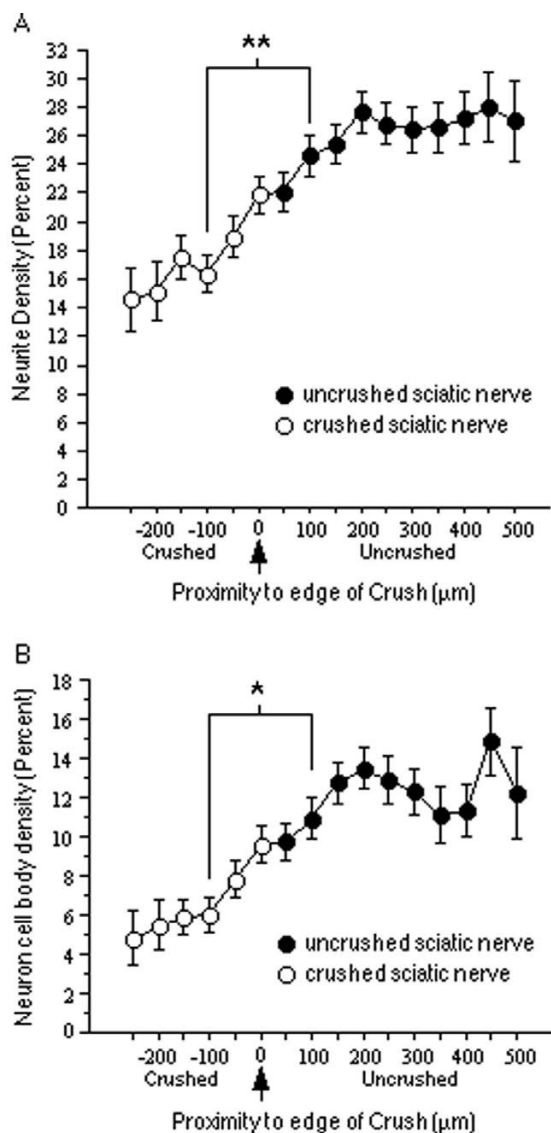 A
**
32
30
28
26
24
22
20
18
16
14
12
10
8
6
4
2
0
Neurite Density (Percent)
uncrushed sciatic nerve
crushed sciatic nerve
-200 -100 0 100 200 300 400 500
Crushed Uncrushed
Proximity to edge of Crush (µm)
B
*
18
16
14
12
10
8
6
4
2
0
Neuron cell body density (Percent)
uncrushed sciatic nerve
crushed sciatic nerve
-200 -100 0 100 200 300 400 500
Crushed Uncrushed
Proximity to edge of Crush (µm)